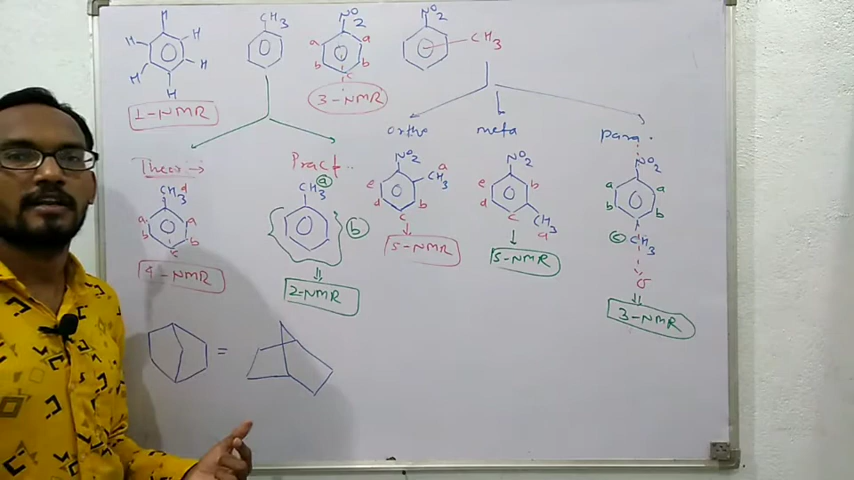 H
H H
H H
H
1-NMR
CH3
NO2
a a
b b
c
3-NMR
NO2
CH3
Theor →
CH3 d
a a
b b
c
4-NMR
Pract..
a
CH3
b
2-NMR
ortho
NO2
a
CH3
e
d b
c
5-NMR
meta
NO2
e b
d
c CH3
a
5-NMR
para.
NO2
a a
b b
c CH3
σ
3-NMR
=